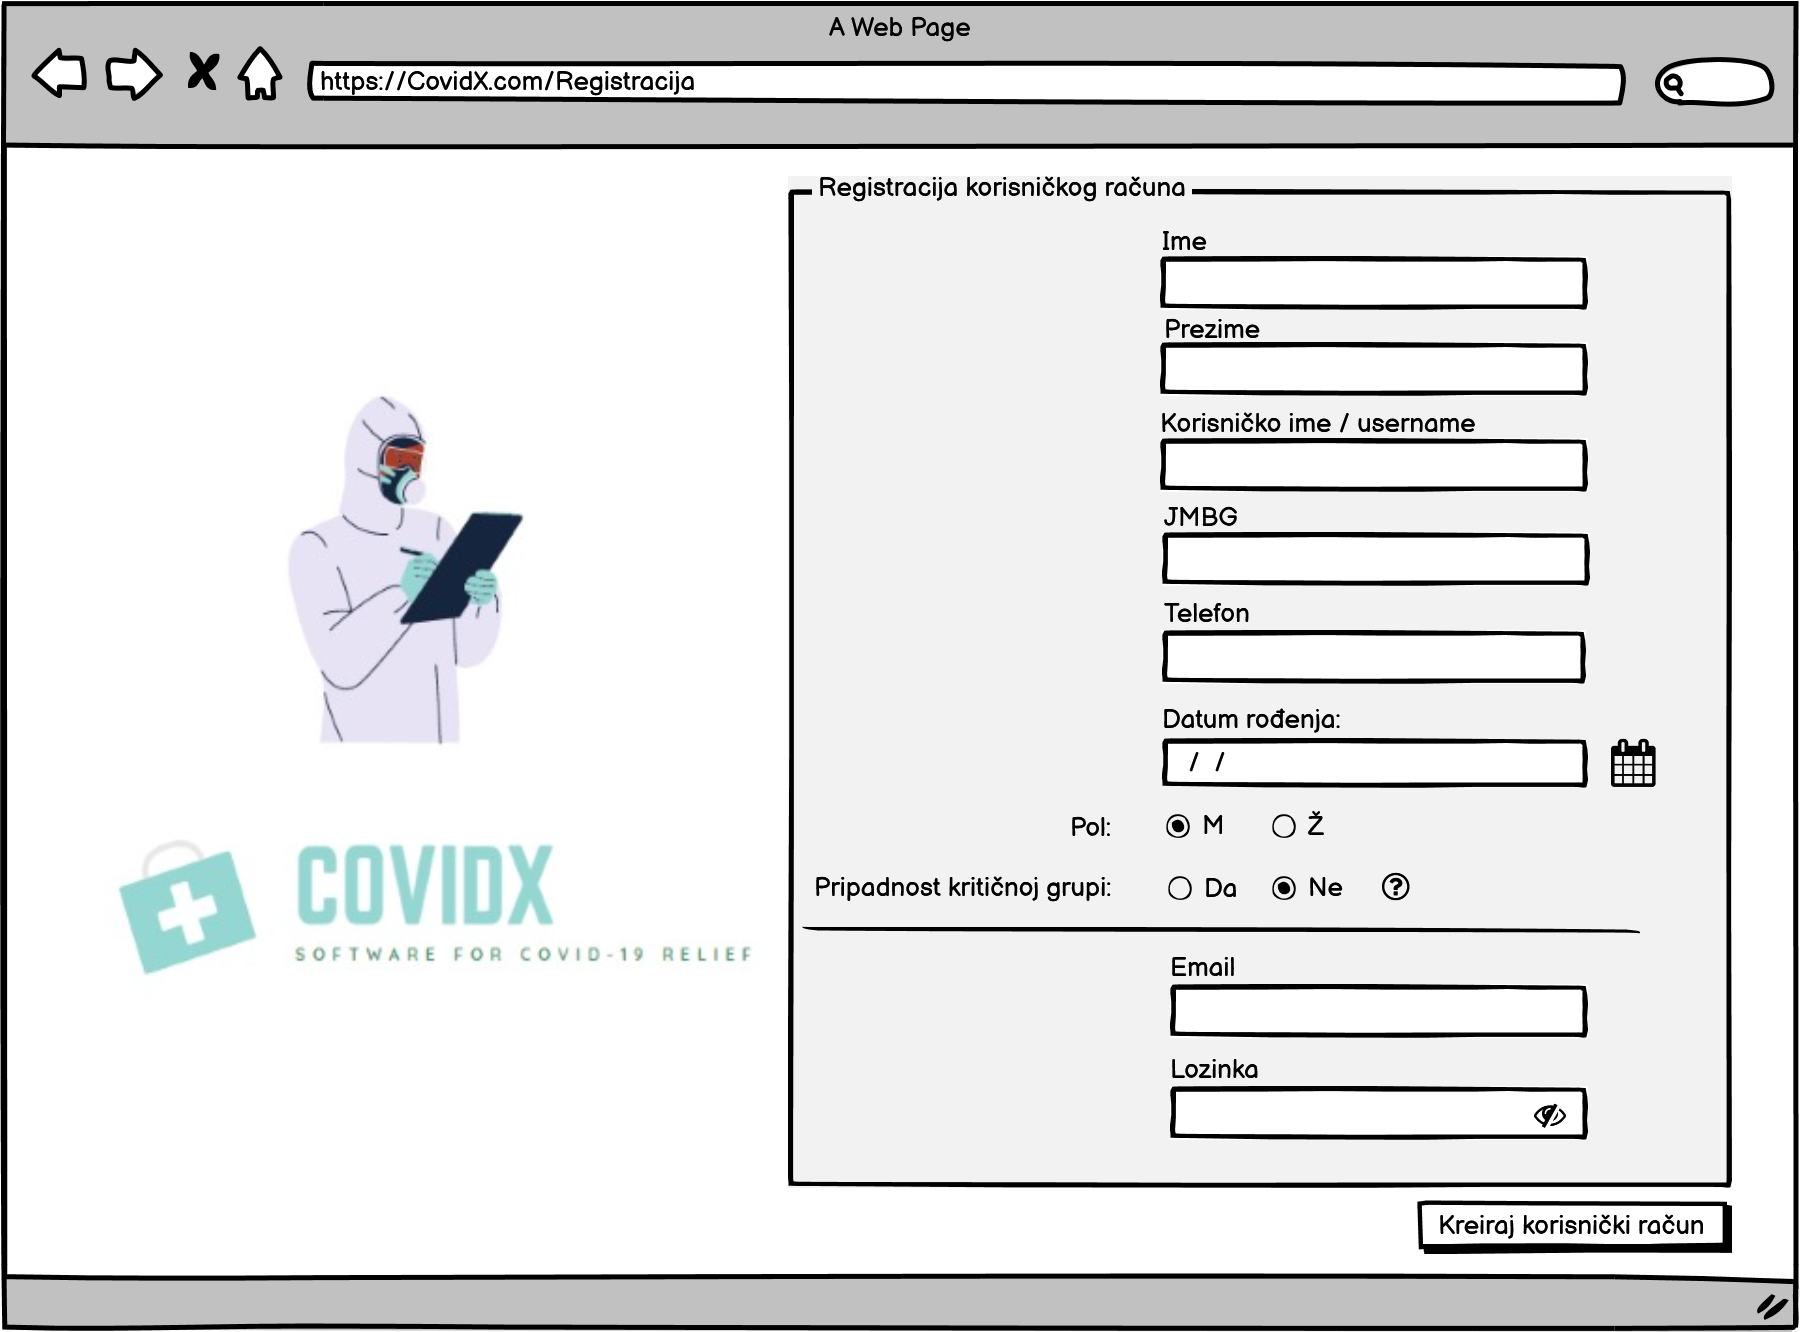 A Web Page
https://CovidX.com/Registracija
Registracija korisničkog računa
Ime
Prezime
Korisničko ime / username
JMBG
Telefon
Datum rođenja:
/ /
Pol: M Ž
Pripadnost kritičnoj grupi: Da Ne ?
Email
Lozinka
Kreiraj korisnički račun
COVIDX
SOFTWARE FOR COVID-19 RELIEF